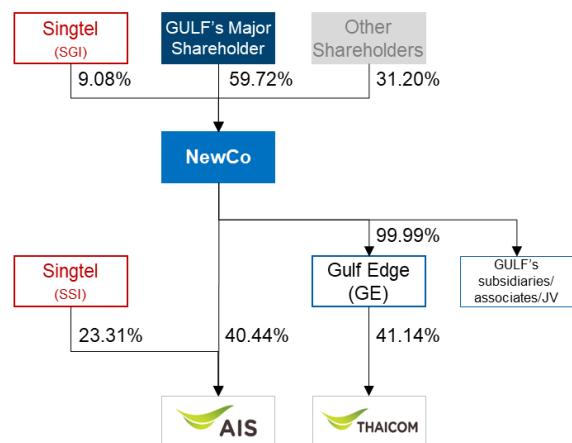 Singtel
(SGI)
GULF's Major
Shareholder
Other
Shareholders
9.08%
59.72%
31.20%
NewCo
99.99%
Singtel
(SSI)
Gulf Edge
(GE)
GULF's
subsidiaries/
associates/JV
23.31%
40.44%
41.14%
AIS
THAICOM